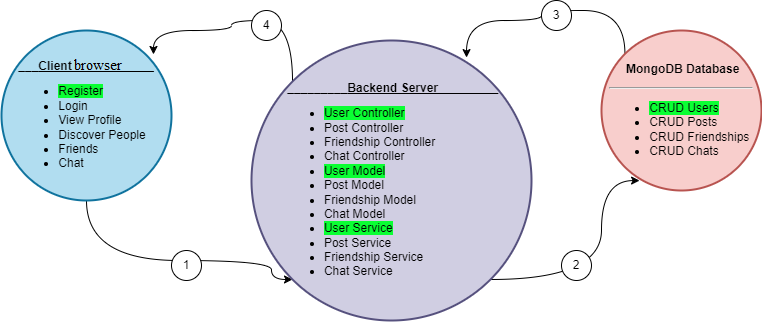 4
3
Client browser
Register
Login
View Profile
Discover People
Friends
Chat
Backend Server
User Controller
Post Controller
Friendship Controller
Chat Controller
User Model
Post Model
Friendship Model
Chat Model
User Service
Post Service
Friendship Service
Chat Service
MongoDB Database
CRUD Users
CRUD Posts
CRUD Friendships
CRUD Chats
1
2